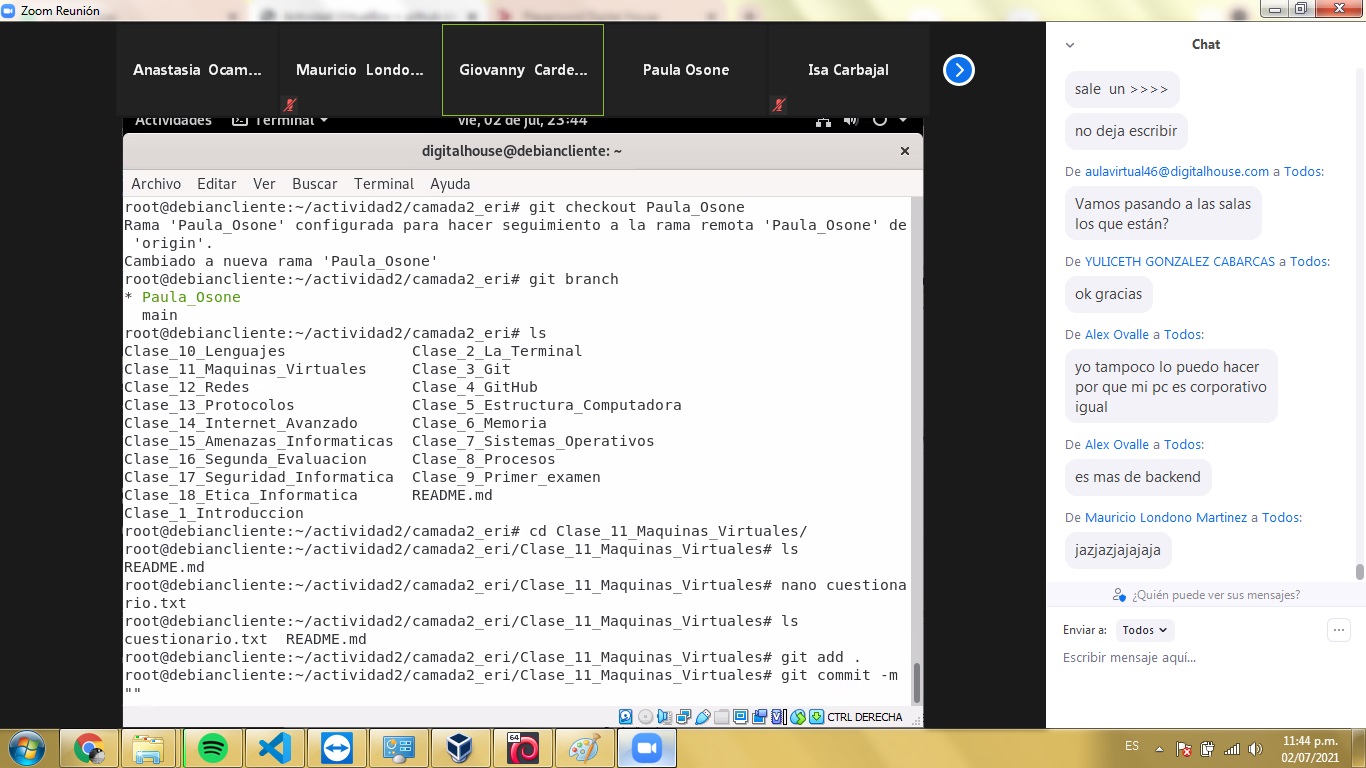 Zoom Reunión
Anastasia Ocam...
Mauricio Londo...
Giovanny Carde...
Paula Osone
Isa Carbajal
Actividades
Terminal
vie, 02 de jul, 23:44
digitalhouse@debiancliente: ~
Archivo Editar Ver Buscar Terminal Ayuda
root@debiancliente:~/actividad2/camada2_eri# git checkout Paula_Osone
Rama 'Paula_Osone' configurada para hacer seguimiento a la rama remota 'Paula_Osone' de
'origin'.
Cambiado a nueva rama 'Paula_Osone'
root@debiancliente:~/actividad2/camada2_eri# git branch
* Paula_Osone
main
root@debiancliente:~/actividad2/camada2_eri# ls
Clase_10_Lenguajes Clase_2_La_Terminal
Clase_11_Maquinas_Virtuales Clase_3_Git
Clase_12_Redes Clase_4_GitHub
Clase_13_Protocolos Clase_5_Estructura_Computadora
Clase_14_Internet_Avanzado Clase_6_Memoria
Clase_15_Amenazas_Informaticas Clase_7_Sistemas_Operativos
Clase_16_Segunda_Evaluacion Clase_8_Procesos
Clase_17_Seguridad_Informatica Clase_9_Primer_examen
Clase_18_Etica_Informatica README.md
Clase_1_Introduccion
root@debiancliente:~/actividad2/camada2_eri# cd Clase_11_Maquinas_Virtuales/
root@debiancliente:~/actividad2/camada2_eri/Clase_11_Maquinas_Virtuales# ls
README.md
root@debiancliente:~/actividad2/camada2_eri/Clase_11_Maquinas_Virtuales# nano cuestiona
rio.txt
root@debiancliente:~/actividad2/camada2_eri/Clase_11_Maquinas_Virtuales# ls
cuestionario.txt README.md
root@debiancliente:~/actividad2/camada2_eri/Clase_11_Maquinas_Virtuales# git add .
root@debiancliente:~/actividad2/camada2_eri/Clase_11_Maquinas_Virtuales# git commit -m
""
CTRL DERECHA
Chat
sale un >>>>
no deja escribir
De aulavirtual46@digitalhouse.com a Todos:
Vamos pasando a las salas
los que están?
De YULICETH GONZALEZ CABARCAS a Todos:
ok gracias
De Alex Ovalle a Todos:
yo tampoco lo puedo hacer
por que mi pc es corporativo
igual
De Alex Ovalle a Todos:
es mas de backend
De Mauricio Londono Martinez a Todos:
jazjazjajajaja
¿Quién puede ver sus mensajes?
Enviar a: Todos
Escribir mensaje aquí...
64
ES
11:44 p.m.
02/07/2021